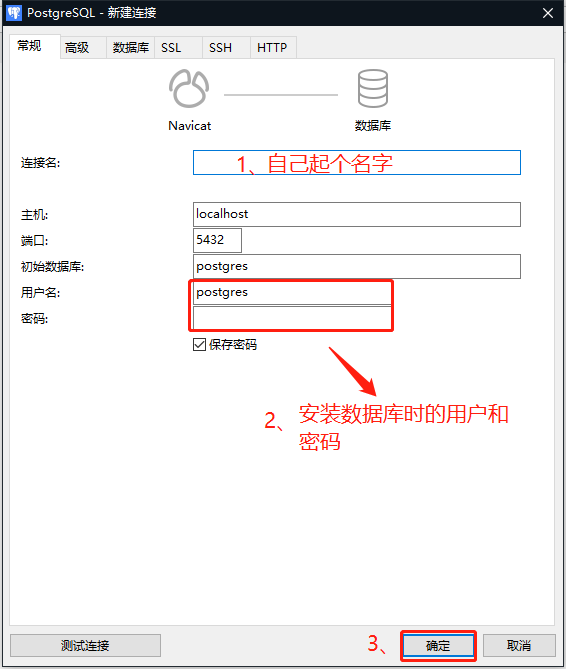 PostgreSQL - 新建连接
常规 高级 数据库 SSL SSH HTTP
Navicat 数据库
连接名: 1、自己起个名字
主机: localhost
端口: 5432
初始数据库: postgres
用户名: postgres
密码:
保存密码
2、安装数据库时的用户和
密码
测试连接 3、 确定 取消